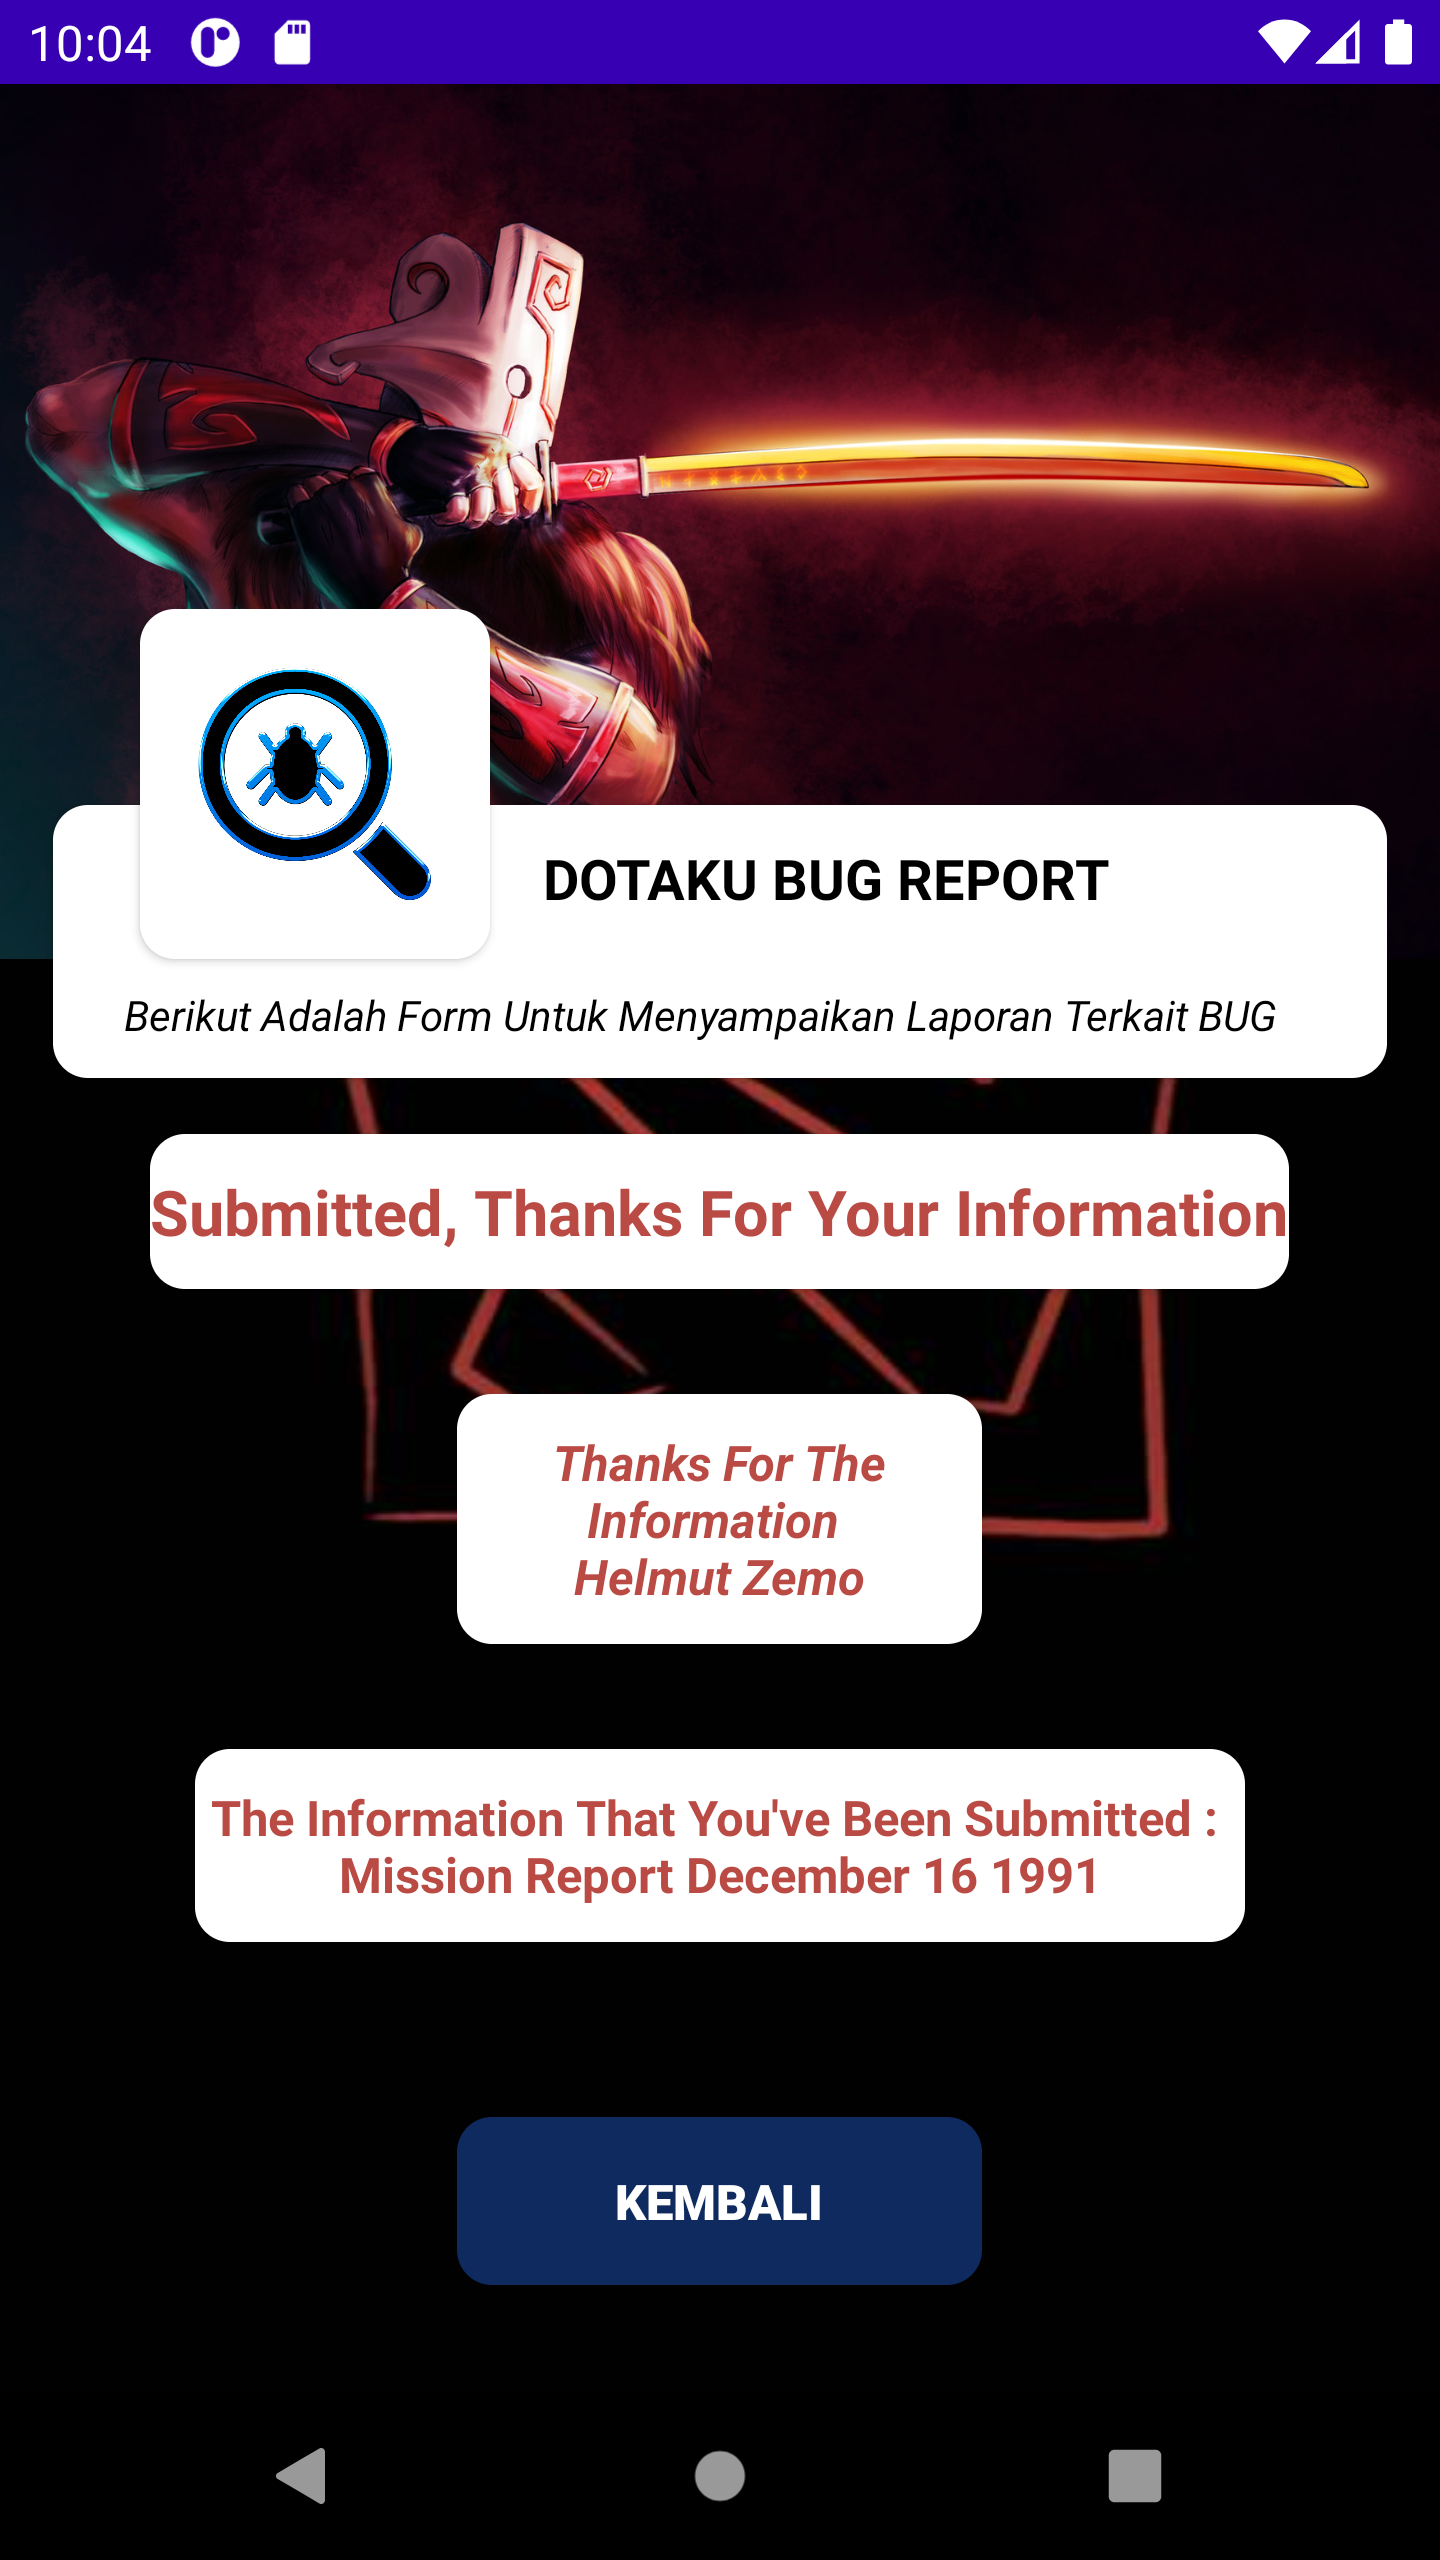 10:04
DOTAKU BUG REPORT
Berikut Adalah Form Untuk Menyampaikan Laporan Terkait BUG
Submitted, Thanks For Your Information
Thanks For The
Information
Helmut Zemo
The Information That You've Been Submitted :
Mission Report December 16 1991
KEMBALI